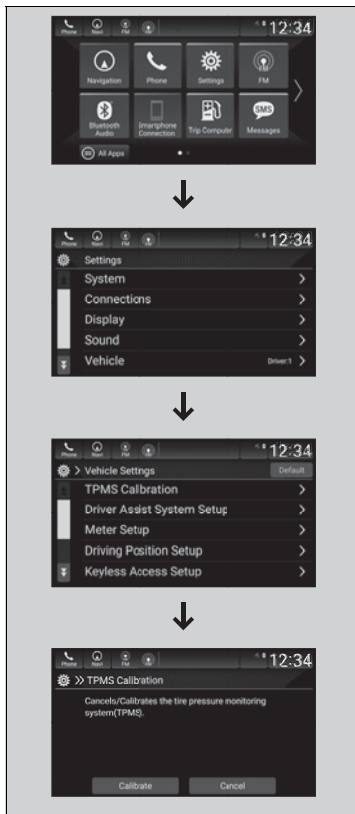 Phone Navi FM 12:34
Navigation Phone Settings FM
Bluetooth Audio Smartphone Connection Trip Computer SMS Messages
All Apps
Phone Navi FM 12:34
Settings
System
Connections
Display
Sound
Vehicle Driver:1
Phone Navi FM 12:34
Vehicle Settings Default
TPMS Calibration
Driver Assist System Setup
Meter Setup
Driving Position Setup
Keyless Access Setup
Phone Navi FM 12:34
TPMS Calibration
Cancels/Calibrates the tire pressure monitoring
system(TPMS).
Calibrate Cancel